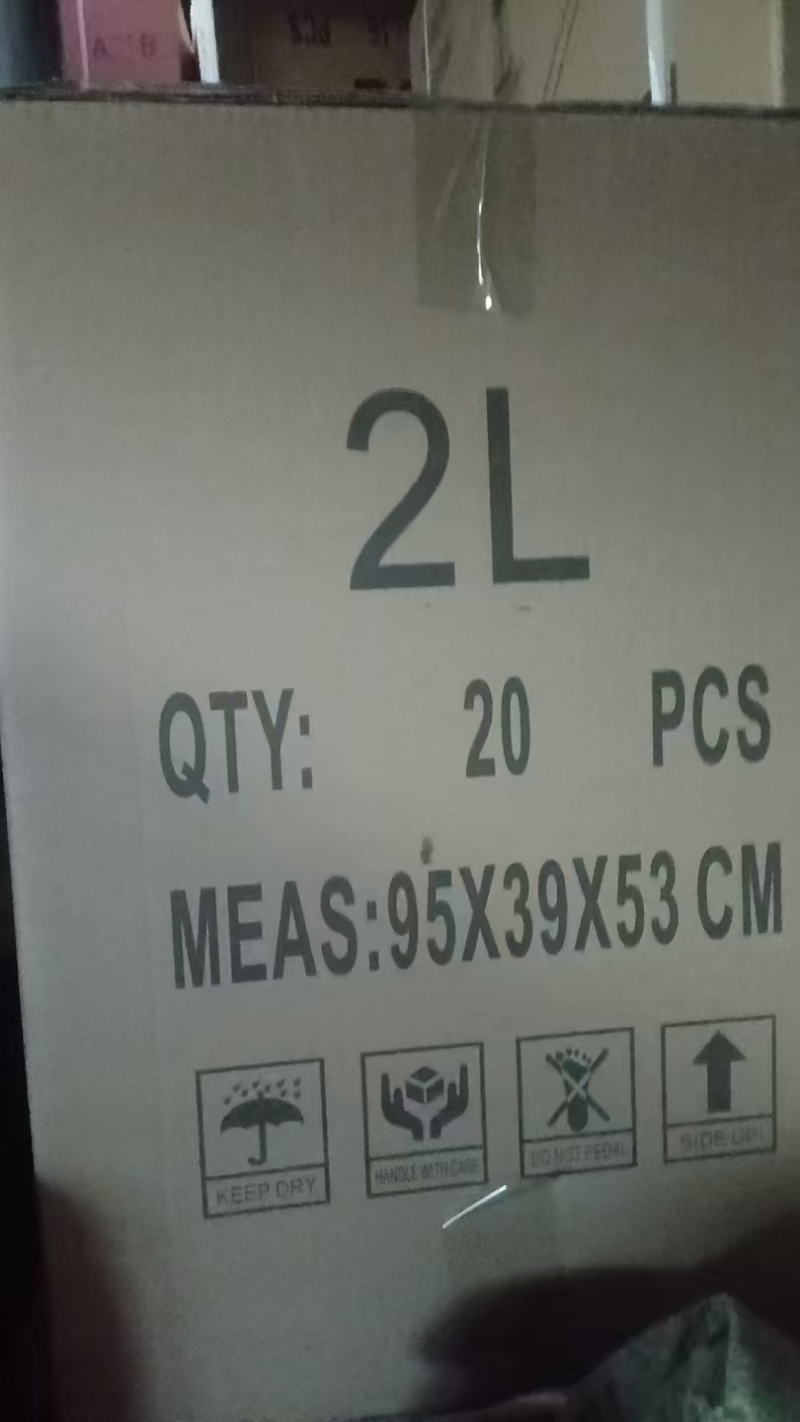 A B
2L
QTY: 20 PCS
MEAS:95X39X53 CM
KEEP DRY
HANDLE WITH CARE
DO NOT PEDAL
SIDE UP!